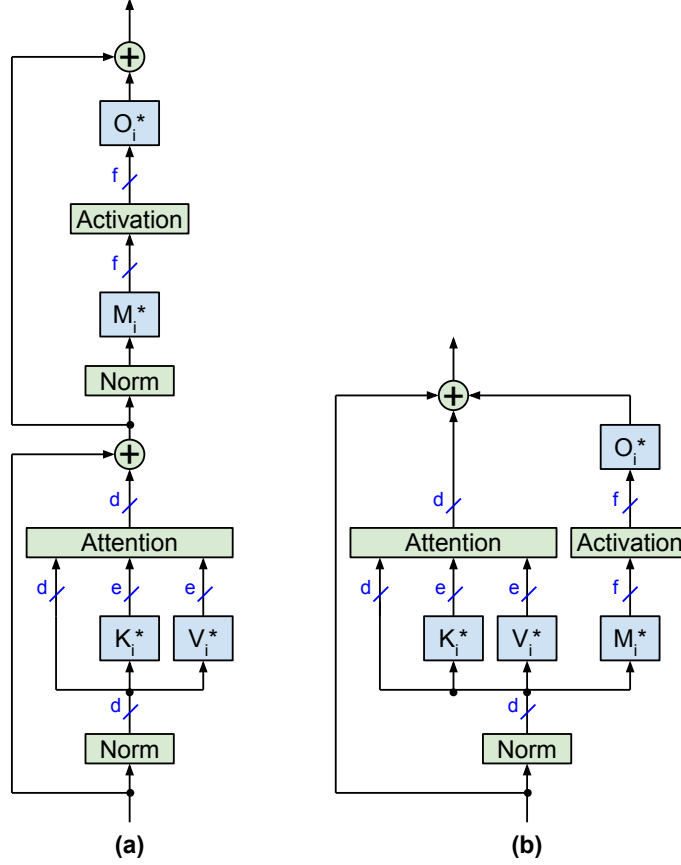 +
O_i*
f
Activation
f
M_i*
Norm
+
d
Attention
d e e
K_i* V_i*
d
Norm
(a)
+
O_i*
d f
Attention Activation
d e e f
K_i* V_i* M_i*
d
Norm
(b)